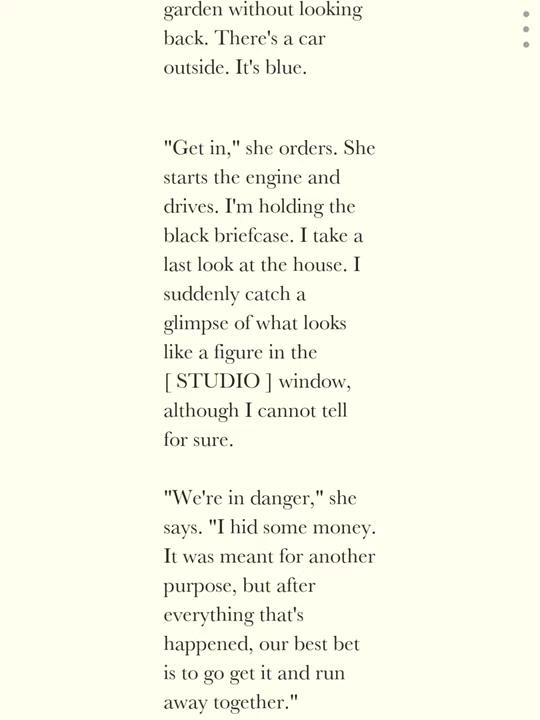 garden without looking
back. There's a car
outside. It's blue.
"Get in," she orders. She
starts the engine and
drives. I'm holding the
black briefcase. I take a
last look at the house. I
suddenly catch a
glimpse of what looks
like a figure in the
[ STUDIO ] window,
although I cannot tell
for sure.
"We're in danger," she
says. "I hid some money.
It was meant for another
purpose, but after
everything that's
happened, our best bet
is to go get it and run
away together."